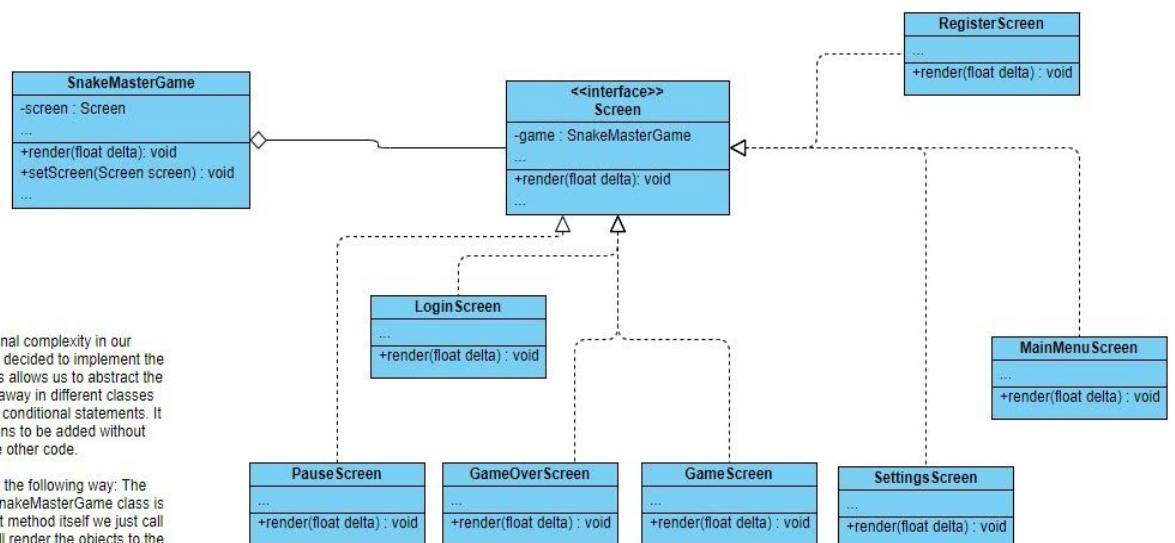 RegisterScreen
...
+render(float delta) : void
SnakeMasterGame
-screen : Screen
...
+render(float delta): void
+setScreen(Screen screen) : void
...
<<interface>>
Screen
-game : SnakeMasterGame
...
+render(float delta): void
...
LoginScreen
...
+render(float delta) : void
MainMenuScreen
...
+render(float delta) : void
nal complexity in our
decided to implement the
s allows us to abstract the
away in different classes
conditional statements. It
ns to be added without
e other code.
the following way: The
nakeMasterGame class is
t method itself we just call
ll render the objects to the
PauseScreen
...
+render(float delta) : void
GameOverScreen
...
+render(float delta) : void
GameScreen
...
+render(float delta) : void
SettingsScreen
...
+render(float delta) : void